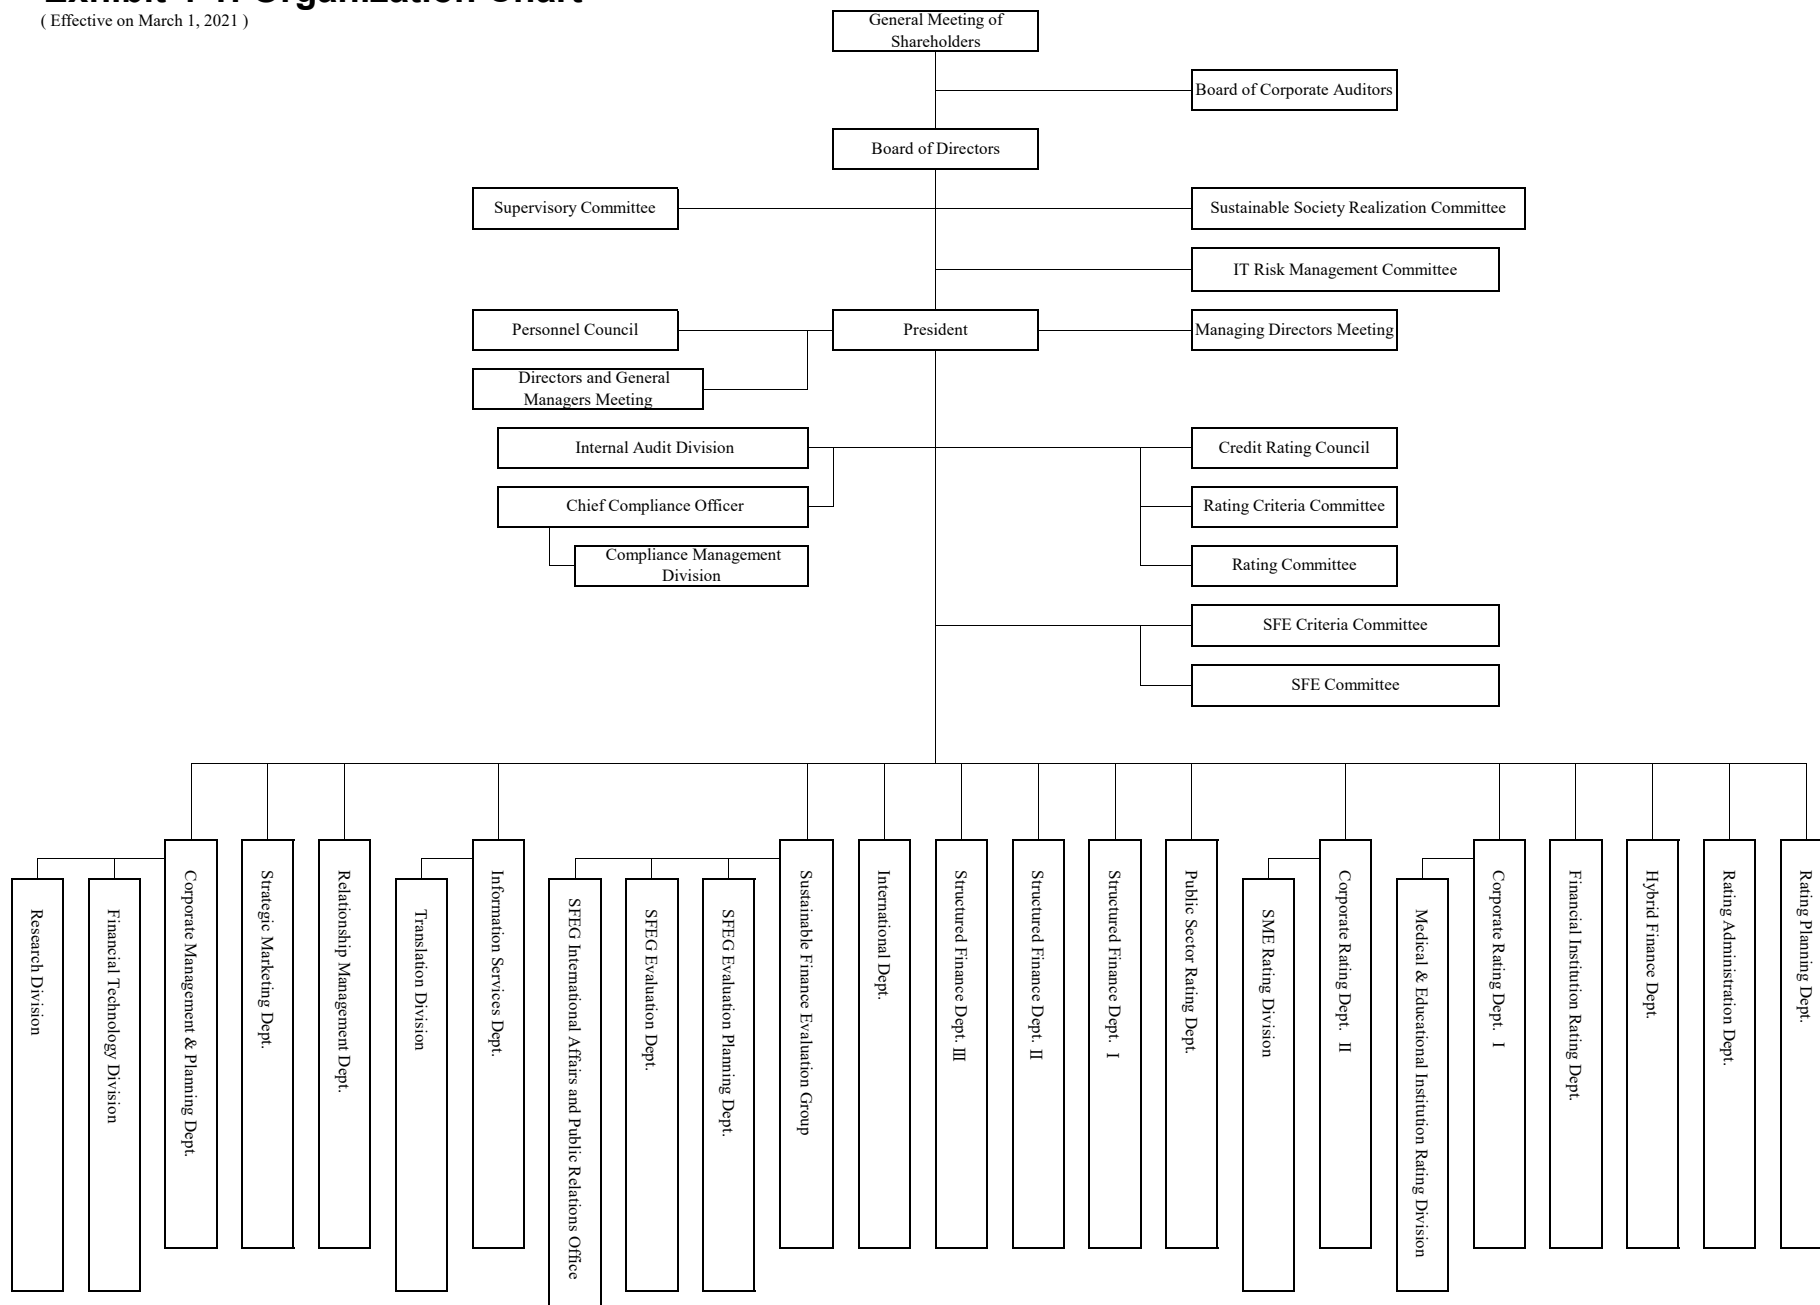 ( Effective on March 1, 2021 )
General Meeting of
Shareholders
Board of Corporate Auditors
Board of Directors
Supervisory Committee
Sustainable Society Realization Committee
IT Risk Management Committee
Personnel Council
President
Managing Directors Meeting
Directors and General
Managers Meeting
Internal Audit Division
Credit Rating Council
Chief Compliance Officer
Rating Criteria Committee
Compliance Management
Division
Rating Committee
SFE Criteria Committee
SFE Committee
Research Division
Financial Technology Division
Corporate Management & Planning Dept.
Strategic Marketing Dept.
Relationship Management Dept.
Translation Division
Information Services Dept.
SFEG International Affairs and Public Relations Office
SFEG Evaluation Dept.
SFEG Evaluation Planning Dept.
Sustainable Finance Evaluation Group
International Dept.
Structured Finance Dept. Ⅲ
Structured Finance Dept. Ⅱ
Structured Finance Dept. Ⅰ
Public Sector Rating Dept.
SME Rating Division
Corporate Rating Dept. Ⅱ
Medical & Educational Institution Rating Division
Corporate Rating Dept. Ⅰ
Financial Institution Rating Dept.
Hybrid Finance Dept.
Rating Administration Dept.
Rating Planning Dept.